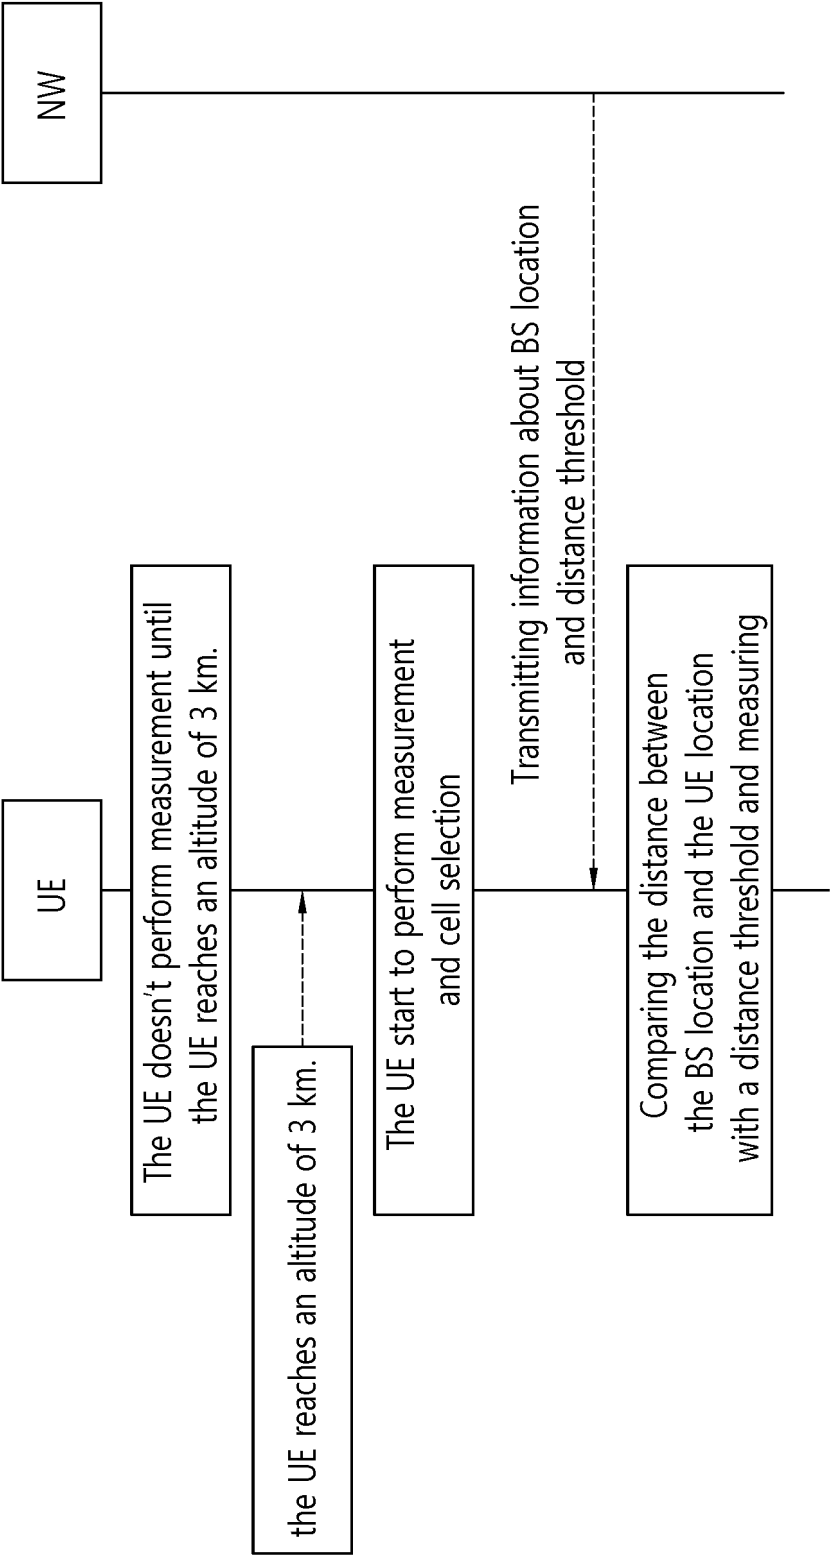 UE
NW
The UE doesn't perform measurement until
the UE reaches an altitude of 3 km.
the UE reaches an altitude of 3 km.
The UE start to perform measurement
and cell selection
Transmitting information about BS location
and distance threshold
Comparing the distance between
the BS location and the UE location
with a distance threshold and measuring